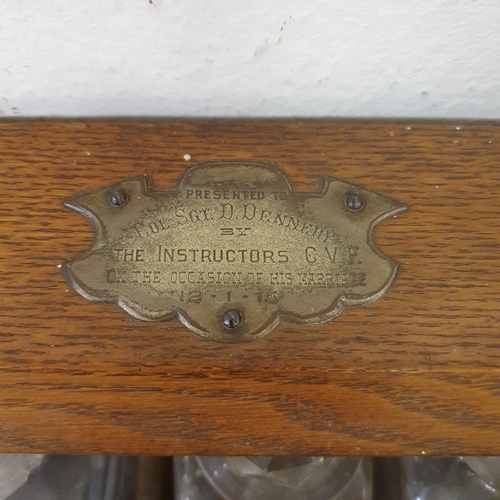 PRESENTED TO
COL SGT. D. DENNEHY
BY
THE INSTRUCTORS C.V.F.
ON THE OCCASION OF HIS MARRIAGE